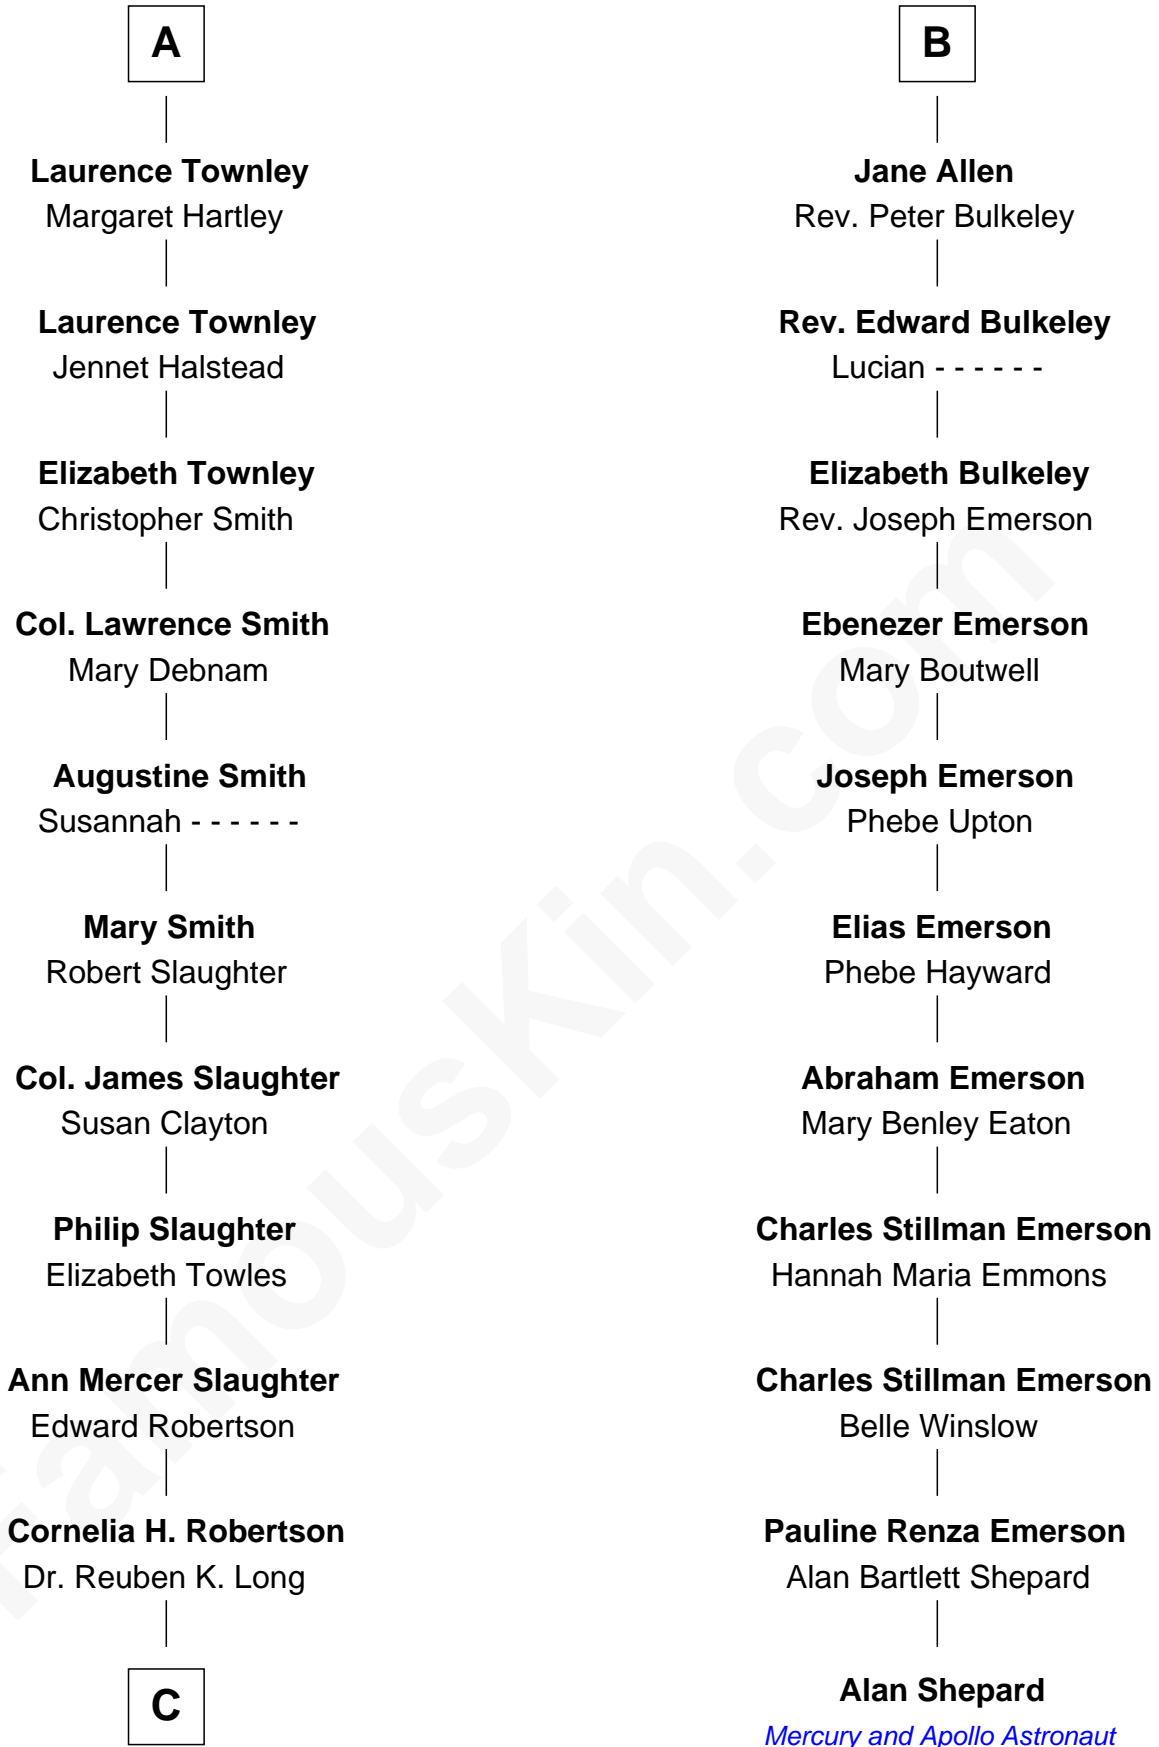 A
Laurence Townley
Margaret Hartley
Laurence Townley
Jennet Halstead
Elizabeth Townley
Christopher Smith
Col. Lawrence Smith
Mary Debnam
Augustine Smith
Susannah - - - - - -
Mary Smith
Robert Slaughter
Col. James Slaughter
Susan Clayton
Philip Slaughter
Elizabeth Towles
Ann Mercer Slaughter
Edward Robertson
Cornelia H. Robertson
Dr. Reuben K. Long
C
B
Jane Allen
Rev. Peter Bulkeley
Rev. Edward Bulkeley
Lucian - - - - - -
Elizabeth Bulkeley
Rev. Joseph Emerson
Ebenezer Emerson
Mary Boutwell
Joseph Emerson
Phebe Upton
Elias Emerson
Phebe Hayward
Abraham Emerson
Mary Benley Eaton
Charles Stillman Emerson
Hannah Maria Emmons
Charles Stillman Emerson
Belle Winslow
Pauline Renza Emerson
Alan Bartlett Shepard
Alan Shepard
Mercury and Apollo Astronaut
FamousKin.com